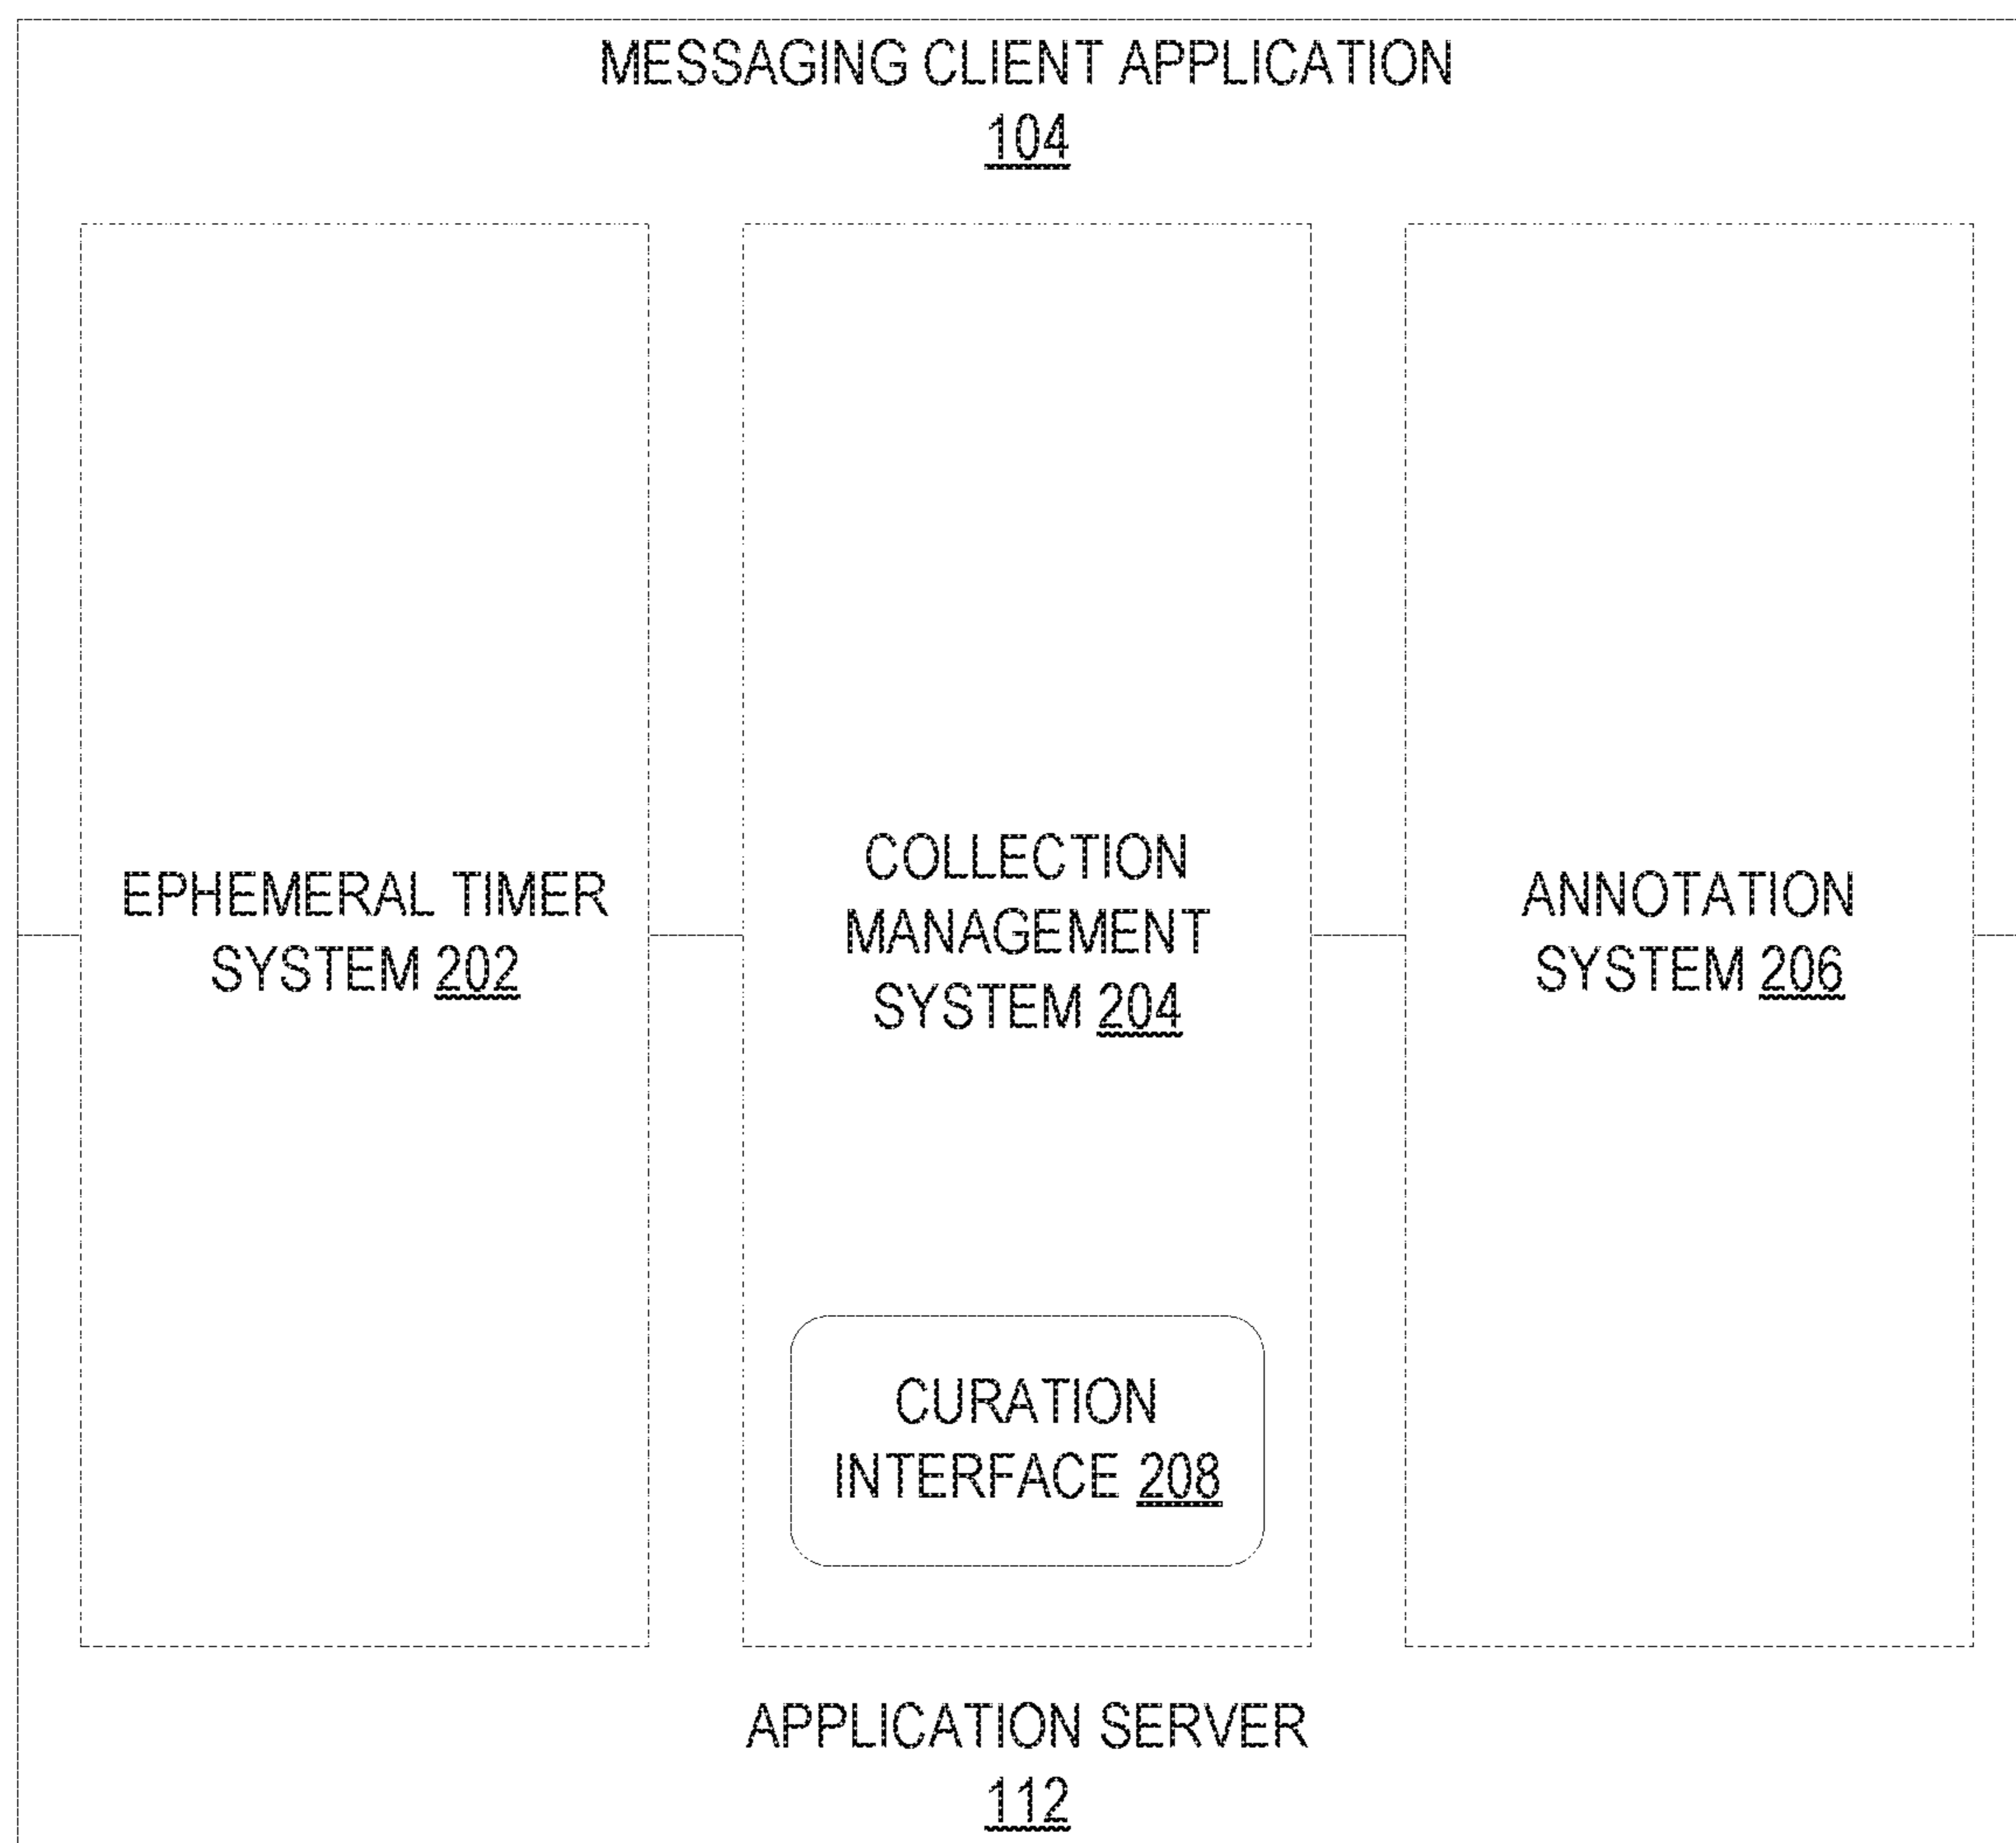 MESSAGING CLIENT APPLICATION
104
EPHEMERAL TIMER
SYSTEM 202
COLLECTION
MANAGEMENT
SYSTEM 204
ANNOTATION
SYSTEM 206
CURATION
INTERFACE 208
APPLICATION SERVER
112